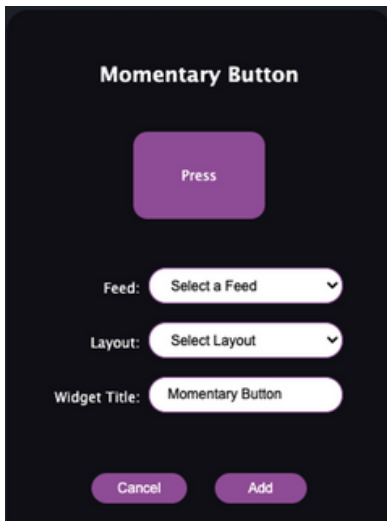 Momentary Button
Press
Feed: Select a Feed
Layout: Select Layout
Widget Title: Momentary Button
Cancel Add